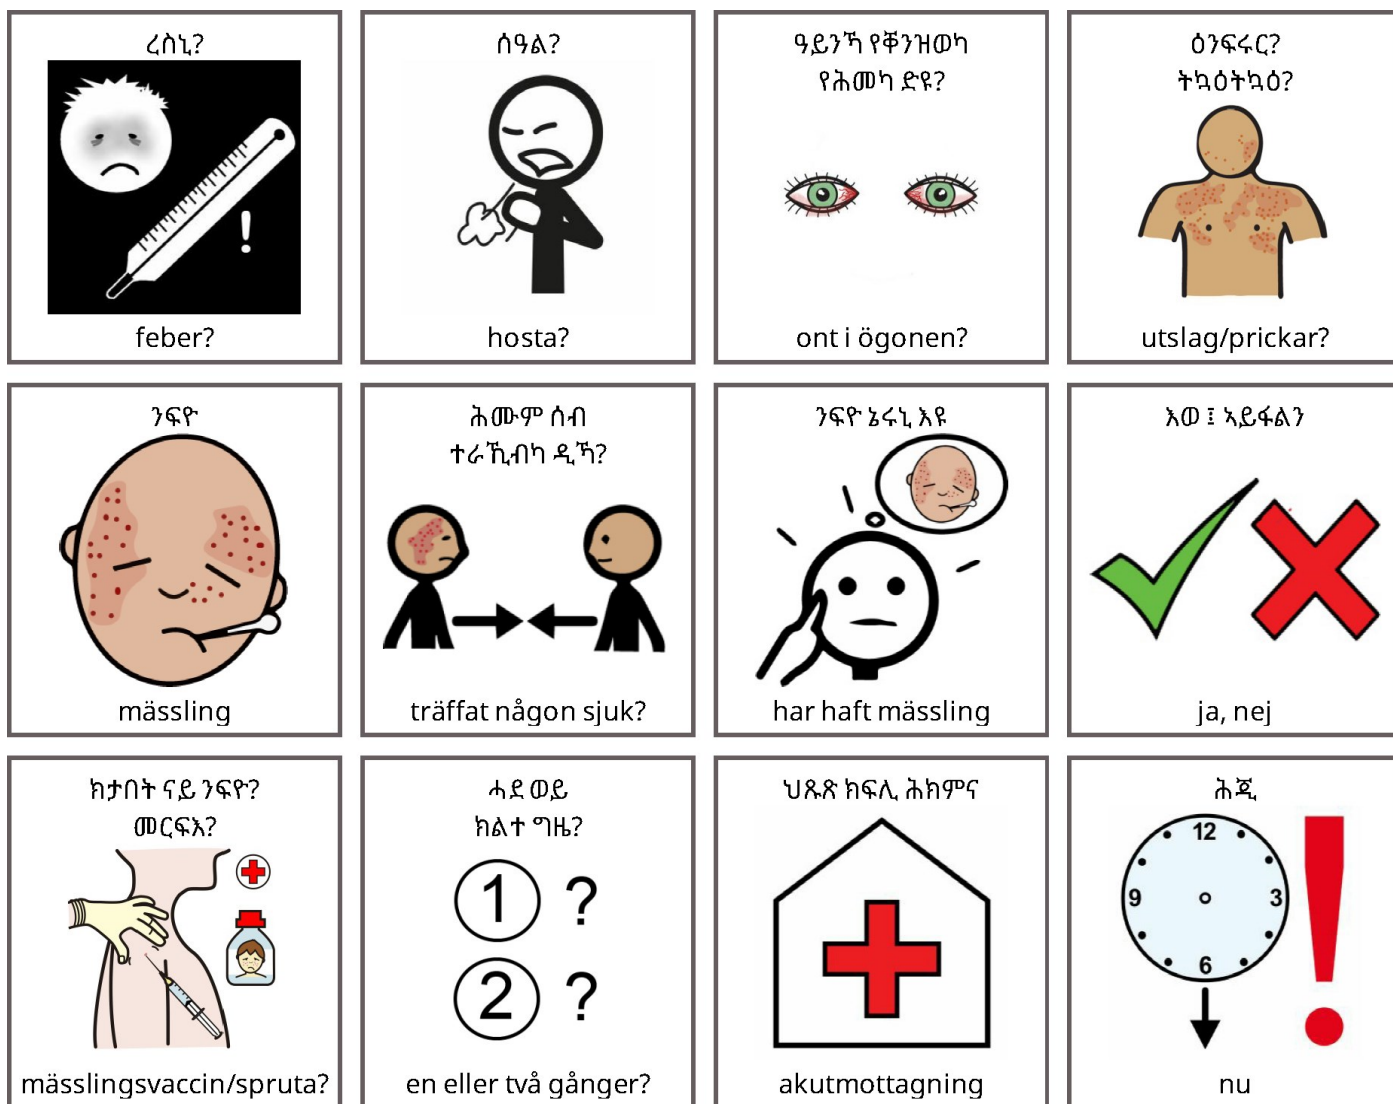 ረስኒ?
feber?
ሰዓል?
hosta?
ዓይንኻ የቐንዝወካ
የሕመካ ድዩ?
ont i ögonen?
ዕንፍሩር?
ትኳዕትኳዕ?
utslag/prickar?
ንፍዮ
mässling
ሕሙም ሰብ
ተራኺብካ ዲኻ?
träffat någon sjuk?
ንፍዮ ኔሩኒ እዩ
har haft mässling
እወ ፤ ኣይፋልን
ja, nej
ክታበት ናይ ንፍዮ?
መርፍእ?
mässlingsvaccin/spruta?
ሓደ ወይ
ክልተ ግዜ?
1 ?
2 ?
en eller två gånger?
ህጹጽ ክፍሊ ሕክምና
akutmottagning
ሕጂ
12
9
3
6
nu